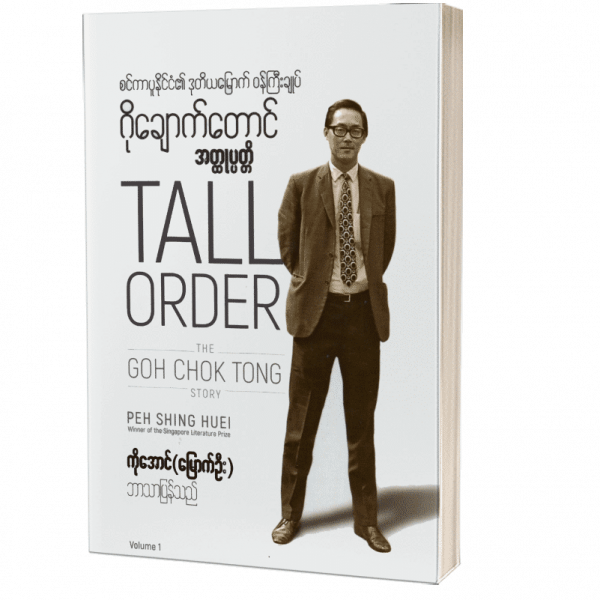 စင်ကာပူနိုင်ငံ၏ ဒုတိယမြောက် ဝန်ကြီးချုပ်
ဂိုချောက်တောင်
အတ္ထုပ္ပတ္တိ
TALL
ORDER
THE
GOH CHOK TONG
STORY
PEH SHING HUEI
Winner of the Singapore Literature Prize
ကိုအောင်(မြောက်ဦး)
ဘာသာပြန်သည်
Volume 1